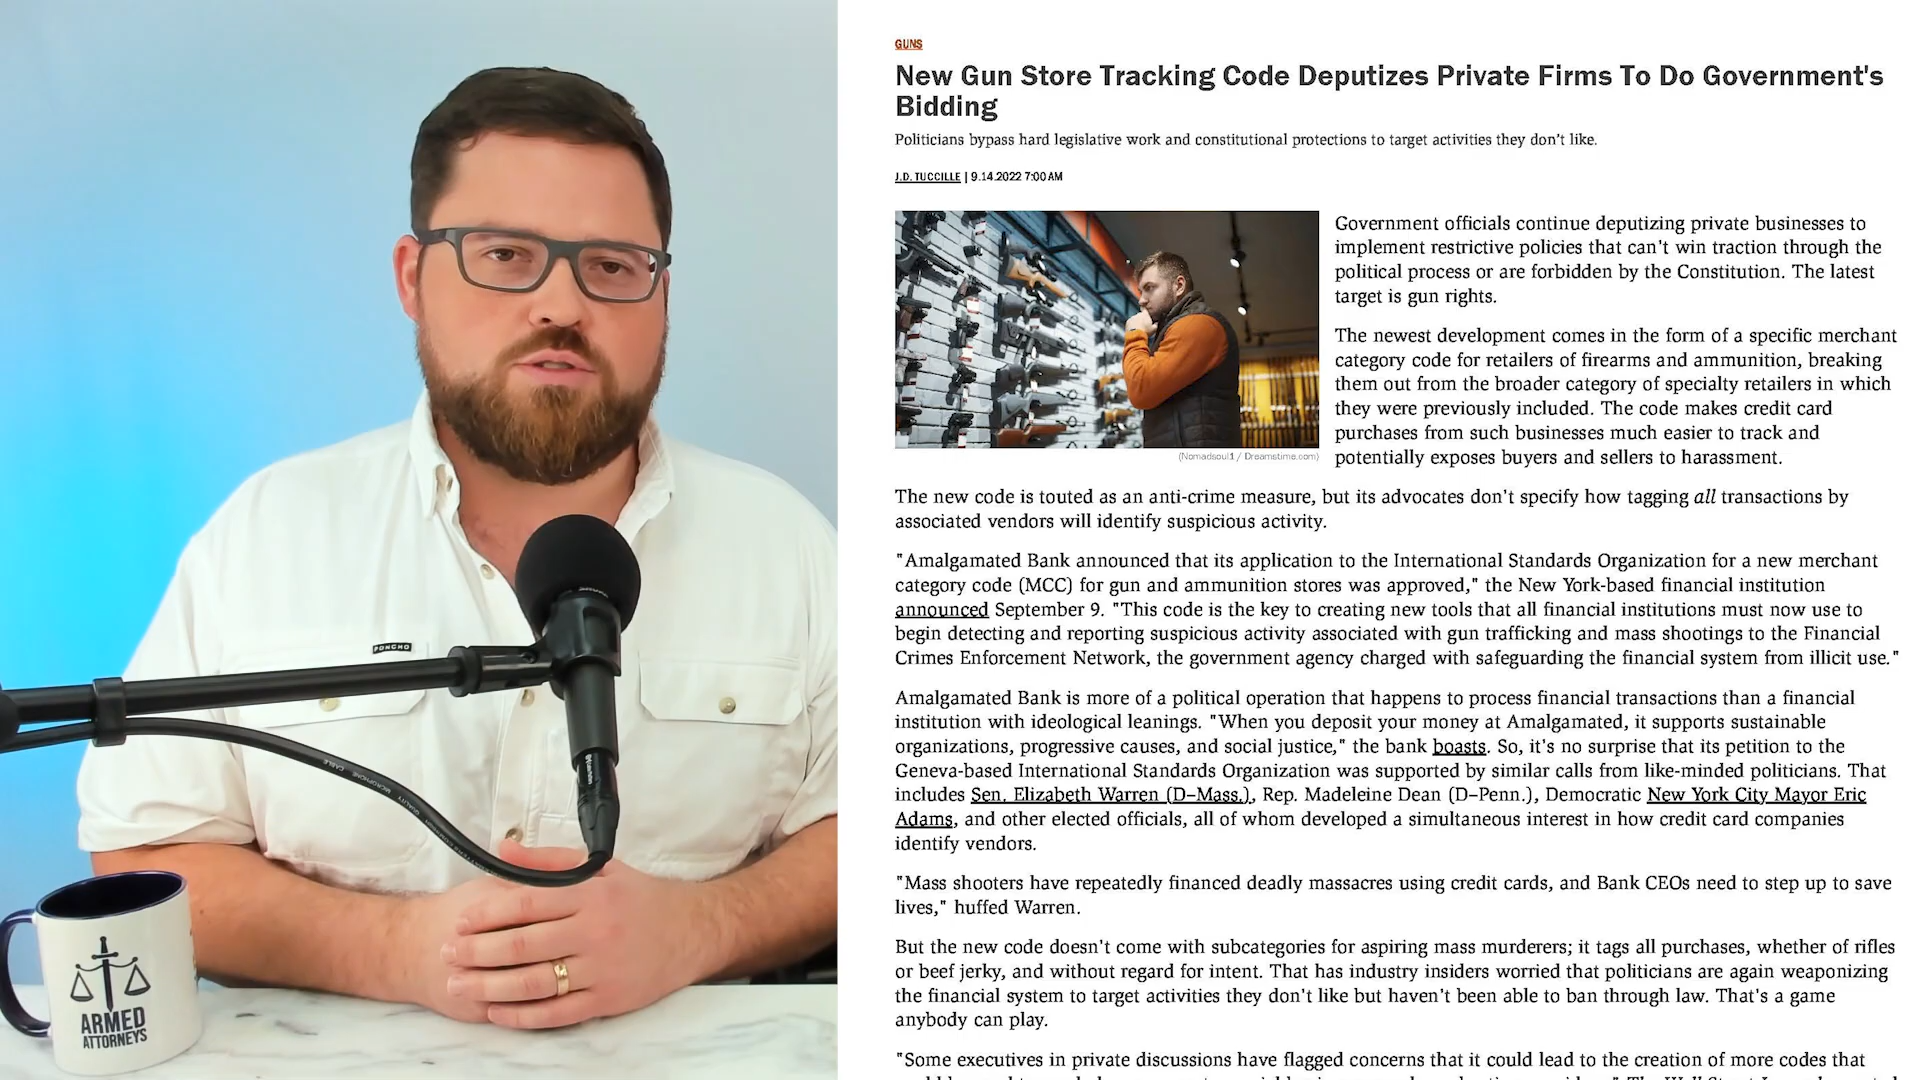 GUNS
New Gun Store Tracking Code Deputizes Private Firms To Do Government's
Bidding
Politicians bypass hard legislative work and constitutional protections to target activities they don't like.
J.D. TUCCILLE | 9.14.2022 7:00 AM
Government officials continue deputizing private businesses to
implement restrictive policies that can't win traction through the
political process or are forbidden by the Constitution. The latest
target is gun rights.
The newest development comes in the form of a specific merchant
category code for retailers of firearms and ammunition, breaking
them out from the broader category of specialty retailers in which
they were previously included. The code makes credit card
purchases from such businesses much easier to track and
potentially exposes buyers and sellers to harassment.
(Nomadsoul1 / Dreamstime.com)
The new code is touted as an anti-crime measure, but its advocates don't specify how tagging all transactions by
associated vendors will identify suspicious activity.
"Amalgamated Bank announced that its application to the International Standards Organization for a new merchant
category code (MCC) for gun and ammunition stores was approved," the New York-based financial institution
announced September 9. "This code is the key to creating new tools that all financial institutions must now use to
begin detecting and reporting suspicious activity associated with gun trafficking and mass shootings to the Financial
Crimes Enforcement Network, the government agency charged with safeguarding the financial system from illicit use."
Amalgamated Bank is more of a political operation that happens to process financial transactions than a financial
institution with ideological leanings. "When you deposit your money at Amalgamated, it supports sustainable
organizations, progressive causes, and social justice," the bank boasts. So, it's no surprise that its petition to the
Geneva-based International Standards Organization was supported by similar calls from like-minded politicians. That
includes Sen. Elizabeth Warren (D–Mass.), Rep. Madeleine Dean (D–Penn.), Democratic New York City Mayor Eric
Adams, and other elected officials, all of whom developed a simultaneous interest in how credit card companies
identify vendors.
"Mass shooters have repeatedly financed deadly massacres using credit cards, and Bank CEOs need to step up to save
lives," huffed Warren.
But the new code doesn't come with subcategories for aspiring mass murderers; it tags all purchases, whether of rifles
or beef jerky, and without regard for intent. That has industry insiders worried that politicians are again weaponizing
the financial system to target activities they don't like but haven't been able to ban through law. That's a game
anybody can play.
"Some executives in private discussions have flagged concerns that it could lead to the creation of more codes that
PONCHO
MICROPHONE CABLE
ARMED
ATTORNEYS